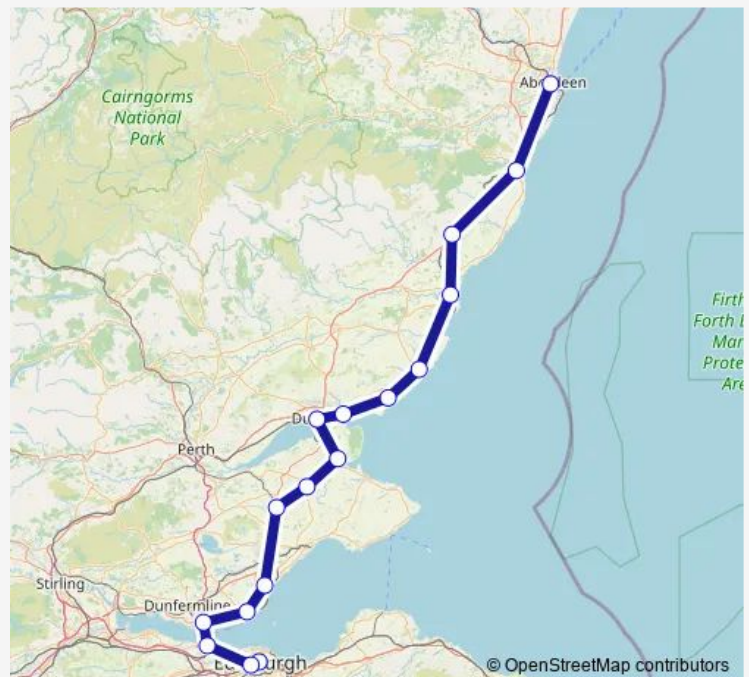 Aberdeen
Cairngorms
National
Park
Firth
Forth
Mar
Prote
Are
Perth
Stirling
Dunfermline
© OpenStreetMap contributors